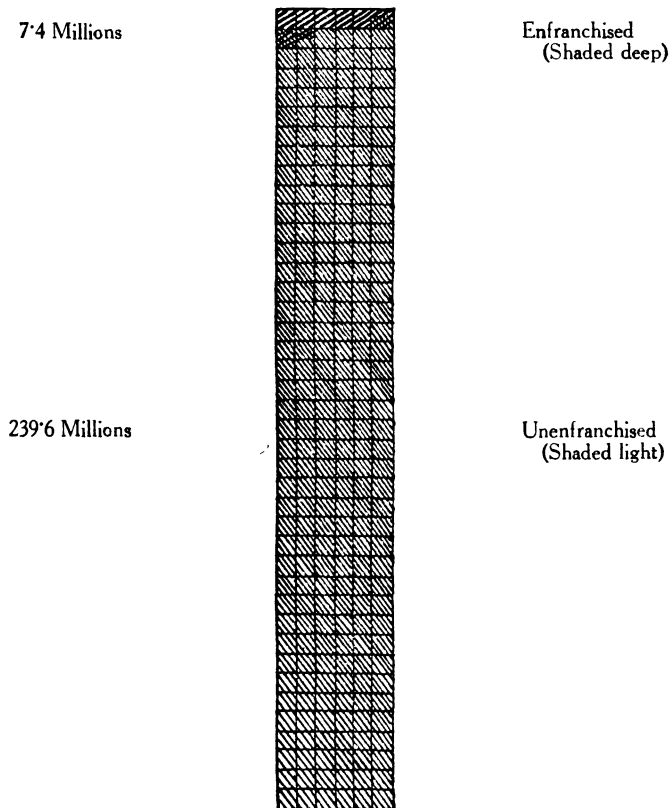 7·4 Millions
Enfranchised
(Shaded deep)
239·6 Millions
Unenfranchised
(Shaded light)